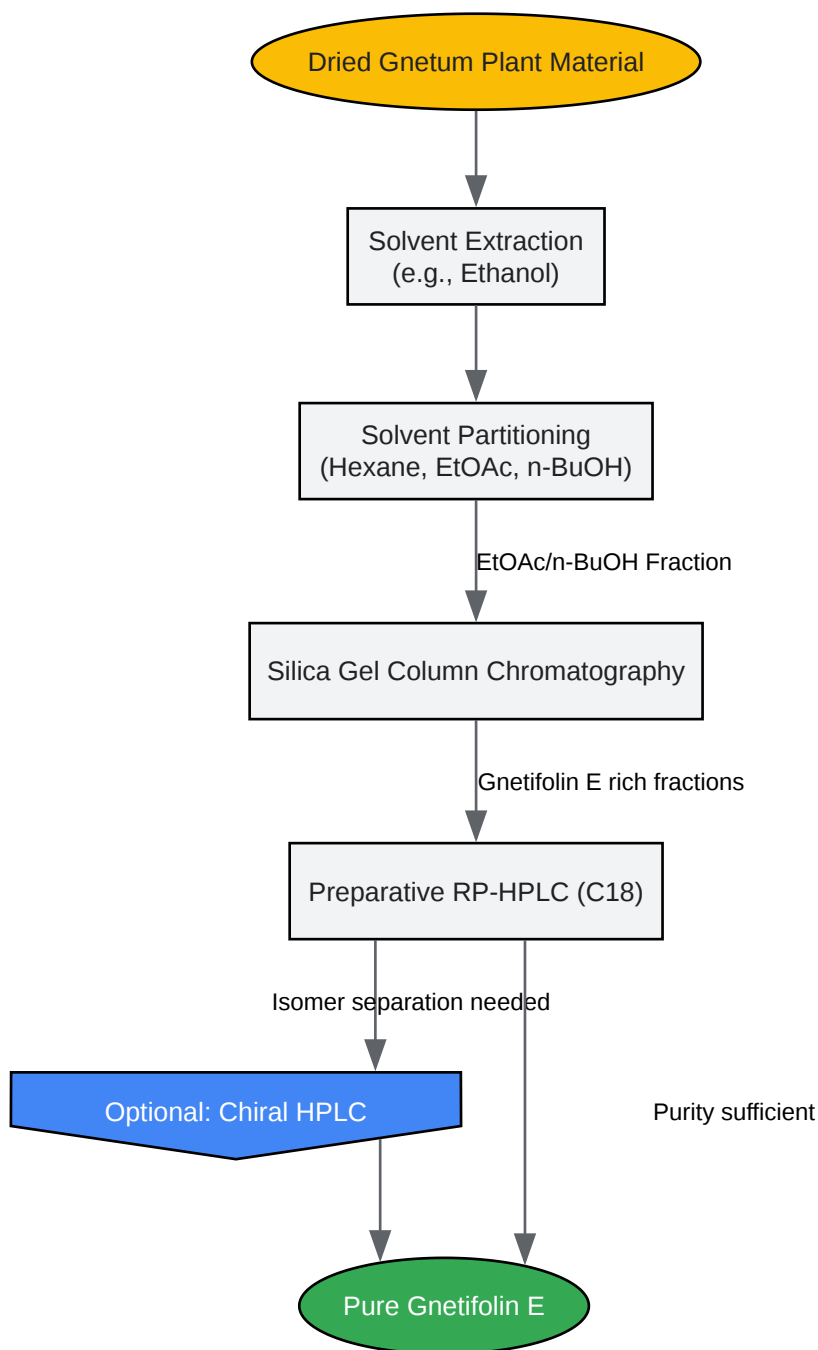 Dried Gnetum Plant Material
Solvent Extraction
(e.g., Ethanol)
Solvent Partitioning
(Hexane, EtOAc, n-BuOH)
EtOAc/n-BuOH Fraction
Silica Gel Column Chromatography
Gnetifolin E rich fractions
Preparative RP-HPLC (C18)
Isomer separation needed
Optional: Chiral HPLC
Purity sufficient
Pure Gnetifolin E